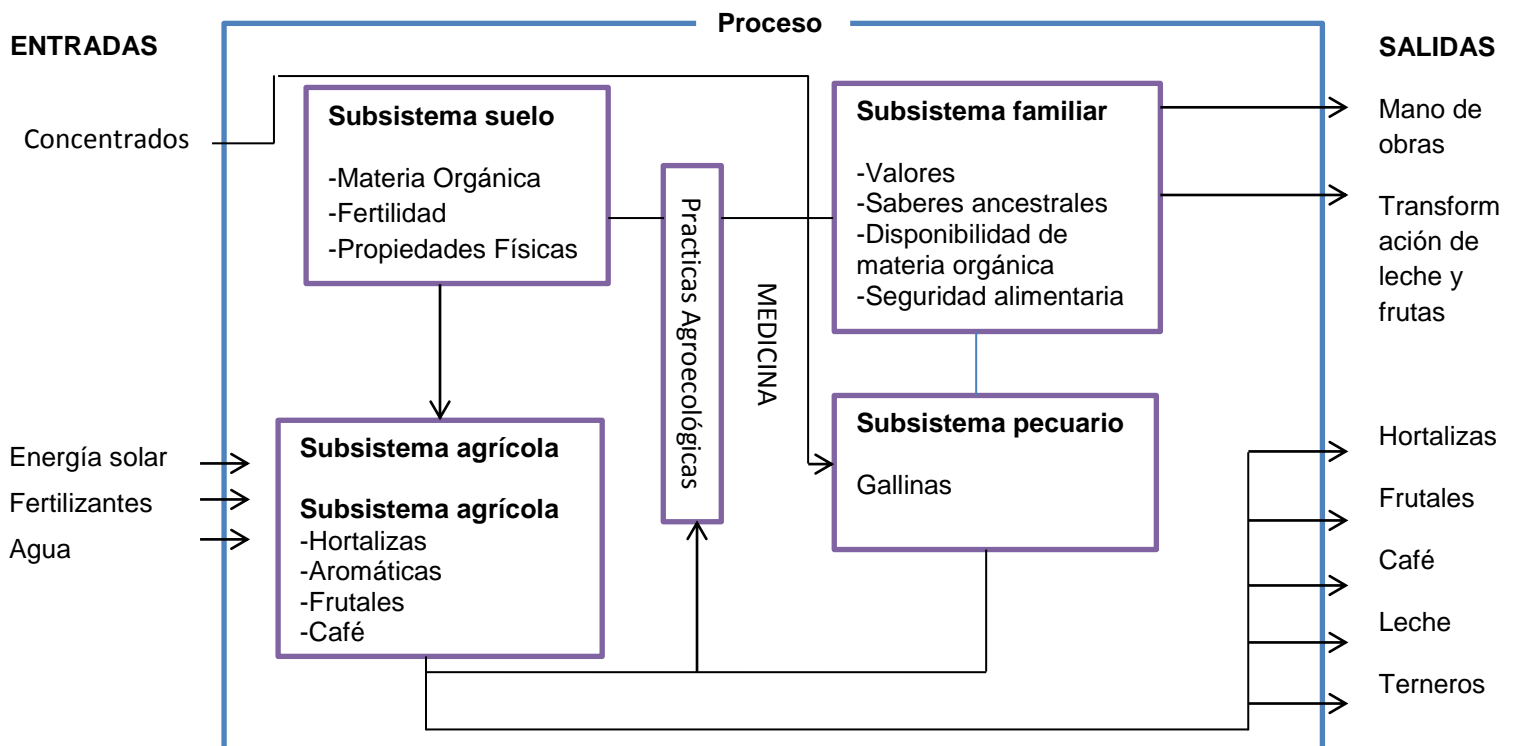 Proceso
ENTRADAS
Concentrados
Energía solar
Fertilizantes
Agua
Subsistema suelo
-Materia Orgánica
-Fertilidad
-Propiedades Físicas
Subsistema agrícola
Subsistema agrícola
-Hortalizas
-Aromáticas
-Frutales
-Café
Practicas Agroecológicas
MEDICINA
Subsistema familiar
-Valores
-Saberes ancestrales
-Disponibilidad de
materia orgánica
-Seguridad alimentaria
Subsistema pecuario
Gallinas
SALIDAS
Mano de
obras
Transform
ación de
leche y
frutas
Hortalizas
Frutales
Café
Leche
Terneros